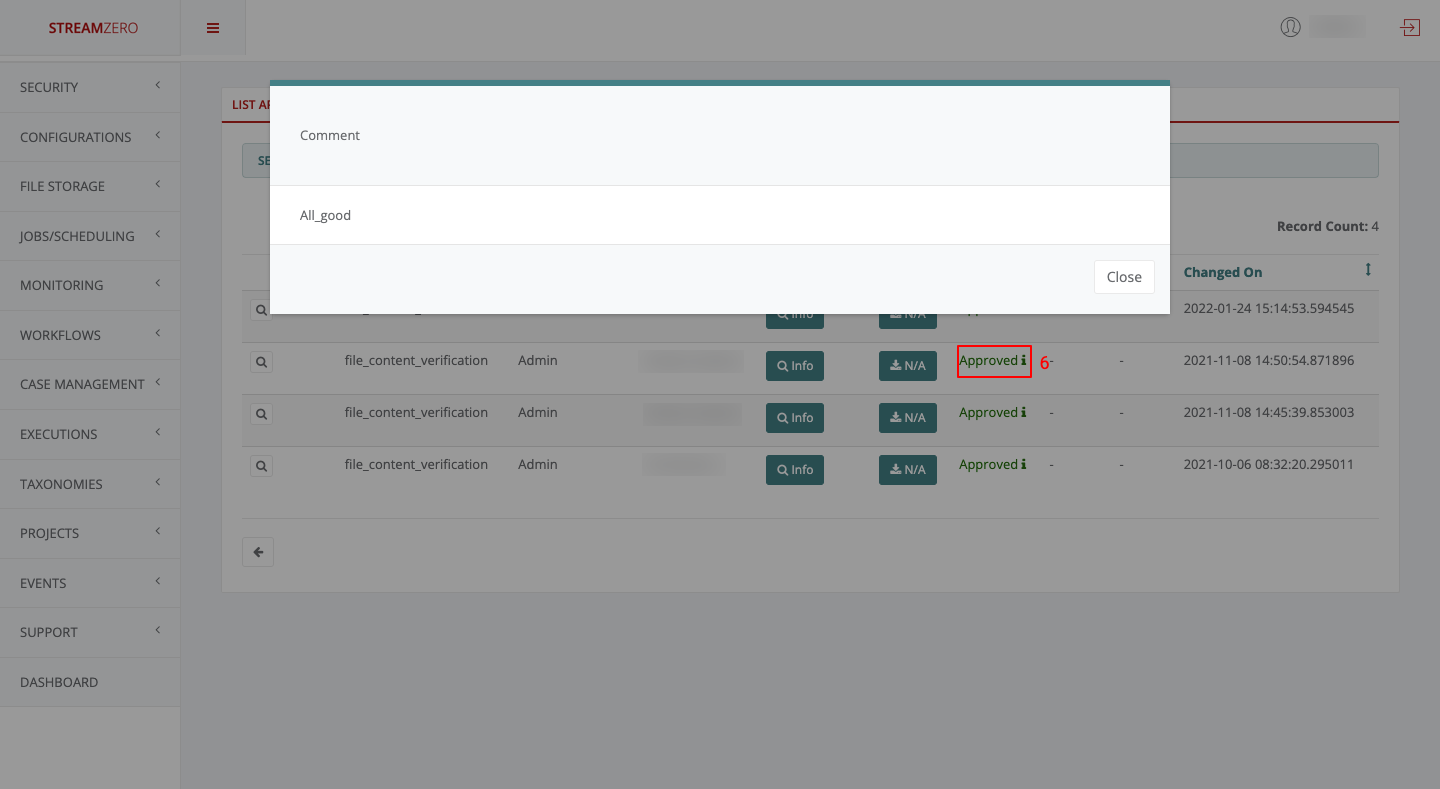 STREAMZERO
SECURITY
CONFIGURATIONS
FILE STORAGE
JOBS/SCHEDULING
MONITORING
WORKFLOWS
CASE MANAGEMENT
EXECUTIONS
TAXONOMIES
PROJECTS
EVENTS
SUPPORT
DASHBOARD
LIST
Comment
All_good
Close
Record Count: 4
Changed On
Info N/A 2022-01-24 15:14:53.594545
file_content_verification Admin Info N/A Approved 6 - - 2021-11-08 14:50:54.871896
file_content_verification Admin Info N/A Approved - - 2021-11-08 14:45:39.853003
file_content_verification Admin Info N/A Approved - - 2021-10-06 08:32:20.295011